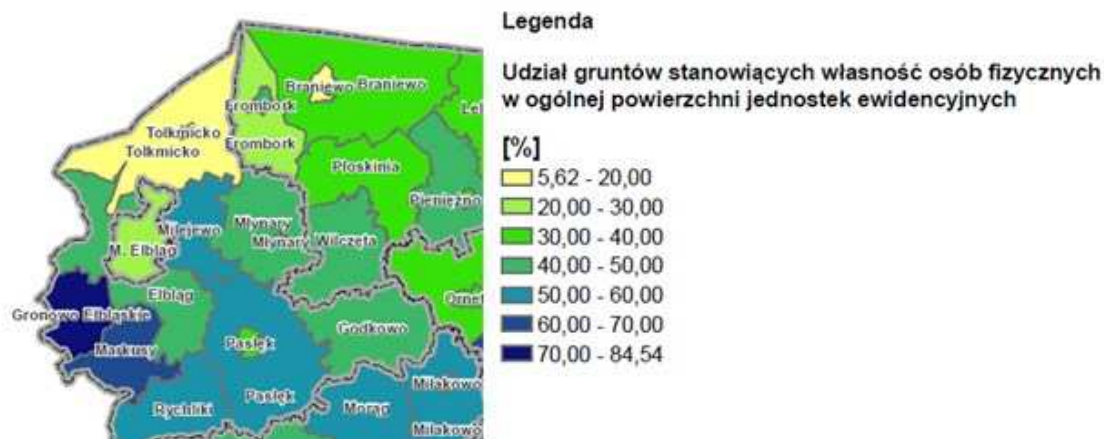 Legenda
Udział gruntów stanowiących własność osób fizycznych
w ogólnej powierzchni jednostek ewidencyjnych
[%]
5,62 - 20,00
20,00 - 30,00
30,00 - 40,00
40,00 - 50,00
50,00 - 60,00
60,00 - 70,00
70,00 - 84,54
Braniewo Braniewo
Frombork
Tolkmicko
Tolkmicko
Frombork
Płoskinia
Pieniężno
Milejewo
Młynary
Młynary
Wilczęta
M. Elbląg
Elbląg
Gronowo Elbląskie
Markusy
Godkowo
Pasłęk
Pasłęk
Rychliki
Morąg
Miłakowo
Miłakowo